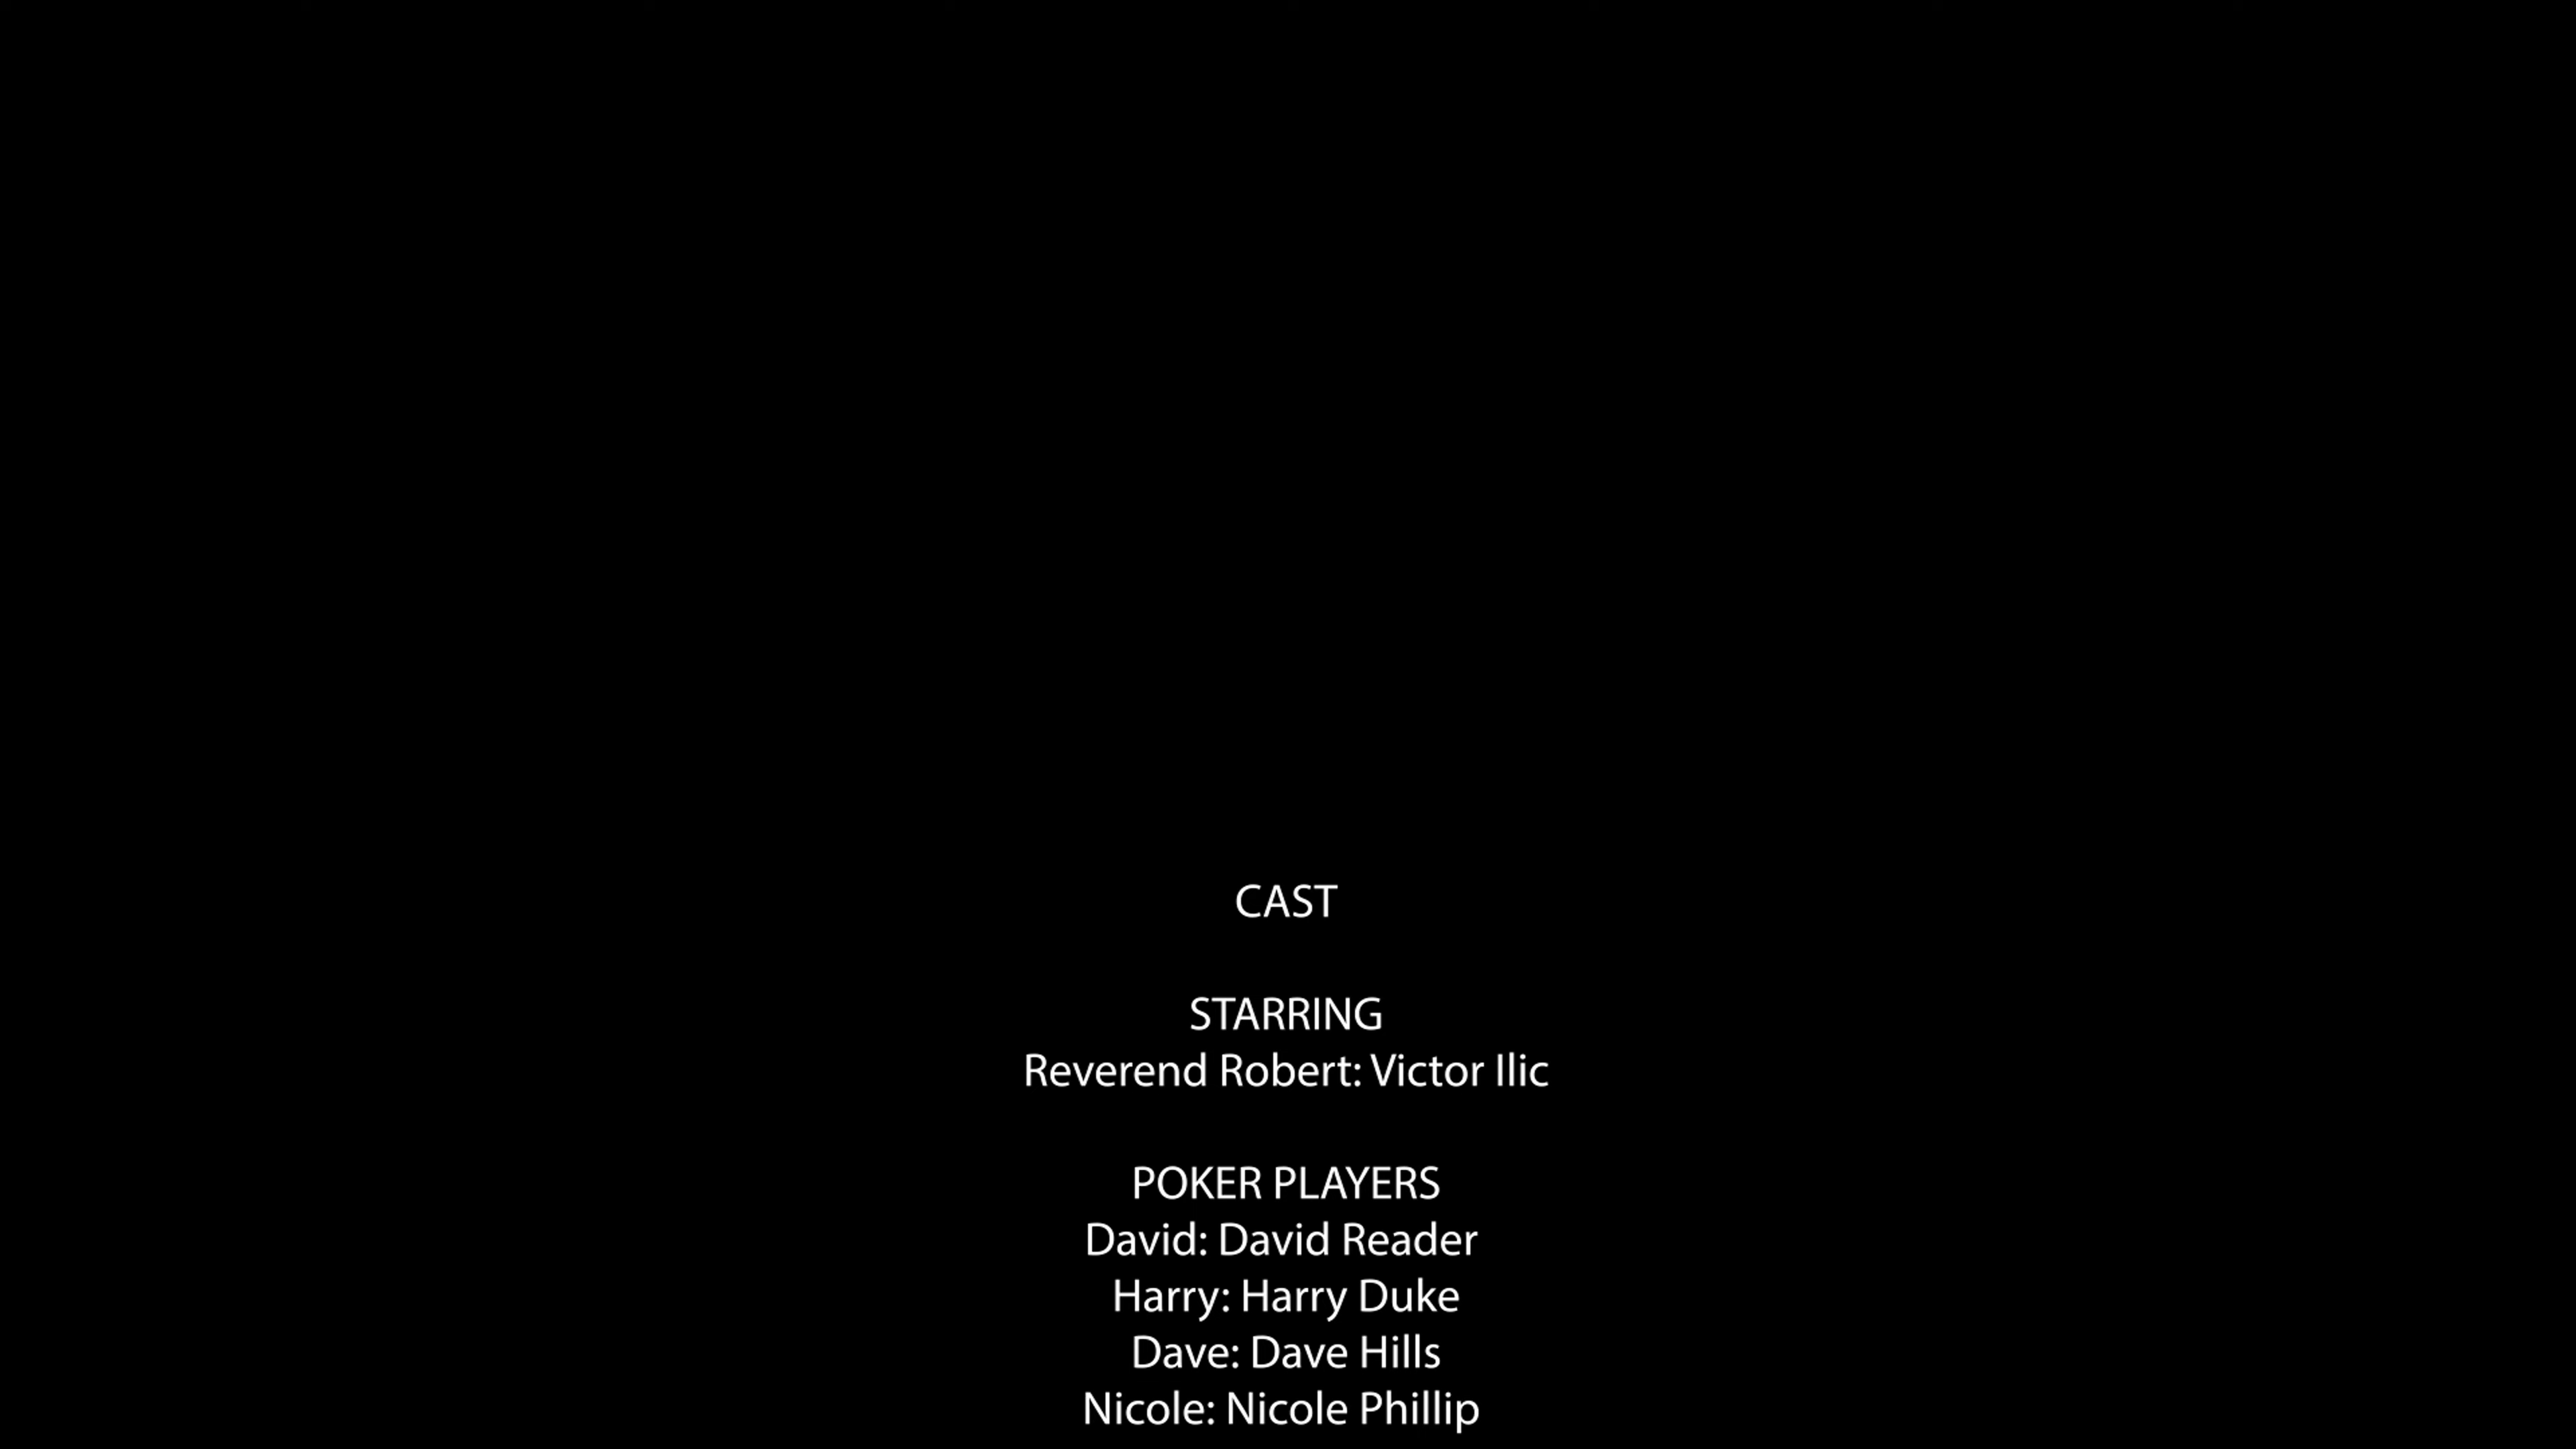 CAST
STARRING
Reverend Robert: Victor Ilic
POKER PLAYERS
David: David Reader
Harry: Harry Duke
Dave: Dave Hills
Nicole: Nicole Phillip